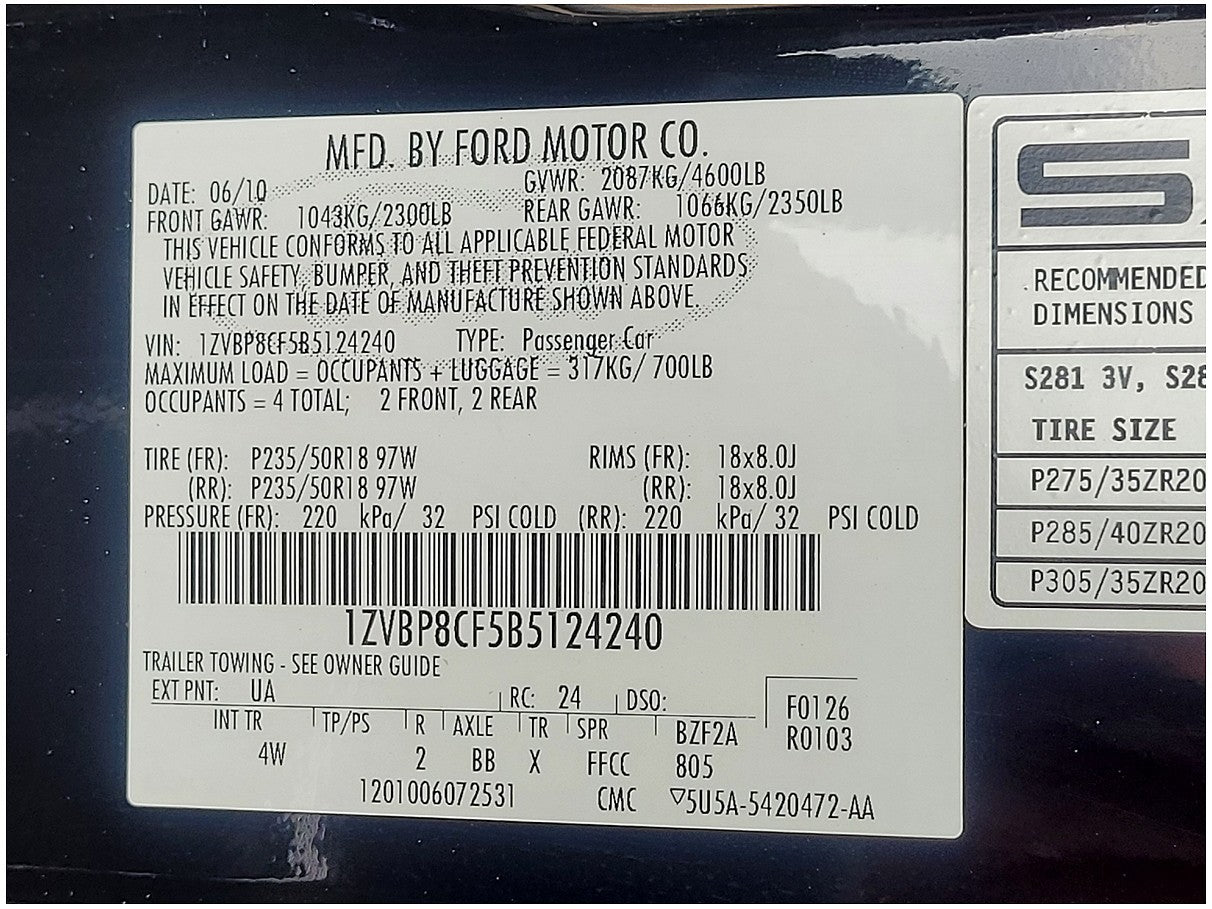 MFD. BY FORD MOTOR CO.
DATE: 06/10 GVWR: 2087KG/4600LB
FRONT GAWR: 1043KG/2300LB REAR GAWR: 1066KG/2350LB
THIS VEHICLE CONFORMS TO ALL APPLICABLE FEDERAL MOTOR
VEHICLE SAFETY, BUMPER, AND THEFT PREVENTION STANDARDS
IN EFFECT ON THE DATE OF MANUFACTURE SHOWN ABOVE.
VIN: 1ZVBP8CF5B5124240 TYPE: Passenger Car
MAXIMUM LOAD = OCCUPANTS + LUGGAGE = 317KG/ 700LB
OCCUPANTS = 4 TOTAL; 2 FRONT, 2 REAR
TIRE (FR): P235/50R18 97W RIMS (FR): 18x8.0J
(RR): P235/50R18 97W (RR): 18x8.0J
PRESSURE (FR): 220 kPa/ 32 PSI COLD (RR): 220 kPa/ 32 PSI COLD
1ZVBP8CF5B5124240
TRAILER TOWING - SEE OWNER GUIDE
EXT PNT: UA RC: 24 DSO:
F0126
INT TR TP/PS R AXLE TR SPR BZF2A
R0103
4W 2 BB X FFCC 805
1201006072531 CMC ▽5U5A-5420472-AA
RECOMMENDED
DIMENSIONS
S281 3V, S28
TIRE SIZE
P275/35ZR20
P285/40ZR20
P305/35ZR20